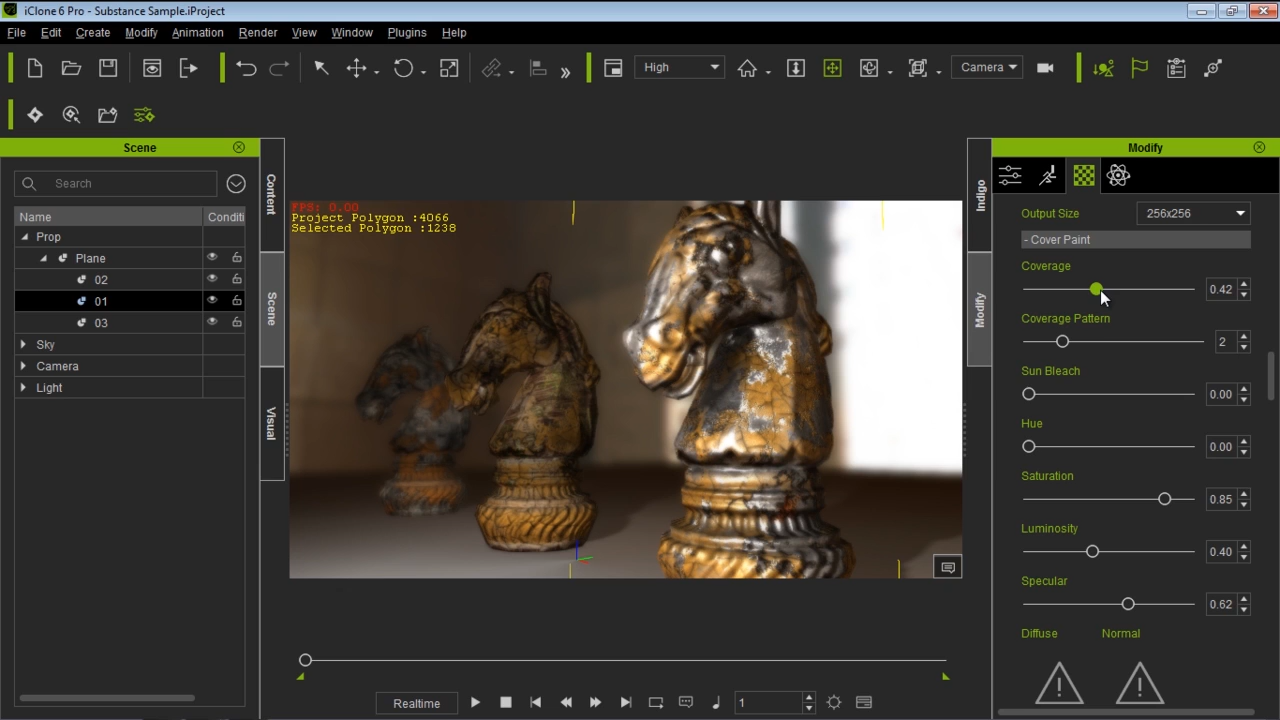 iClone 6 Pro - Substance Sample.iProject
File Edit Create Modify Animation Render View Window Plugins Help
High
Camera
Scene
Search
Name Conditi
Prop
Plane
02
01
03
Sky
Camera
Light
Content
Scene
Visual
FPS: 0.00
Project Polygon :4066
Selected Polygon :1238
Realtime
1
Indigo
Modify
Modify
Output Size 256x256
- Cover Paint
Coverage
0.42
Coverage Pattern
2
Sun Bleach
0.00
Hue
0.00
Saturation
0.85
Luminosity
0.40
Specular
0.62
Diffuse Normal